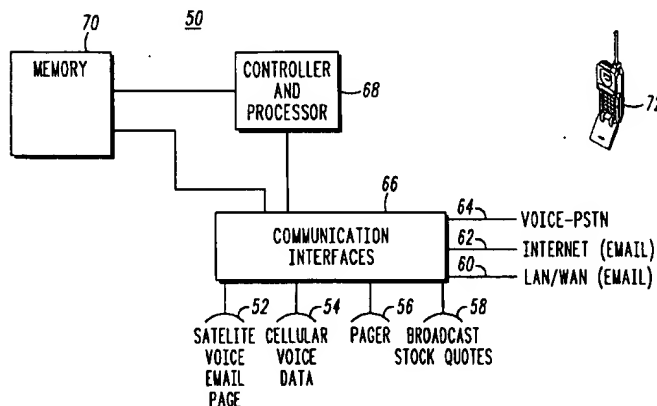 70
50
MEMORY
CONTROLLER
AND
PROCESSOR
68
72
66
COMMUNICATION
INTERFACES
64
VOICE-PSTN
62
INTERNET (EMAIL)
60
LAN/WAN (EMAIL)
52
54
56
58
SATELITE
VOICE
EMAIL
PAGE
CELLULAR
VOICE
DATA
PAGER
BROADCAST
STOCK QUOTES